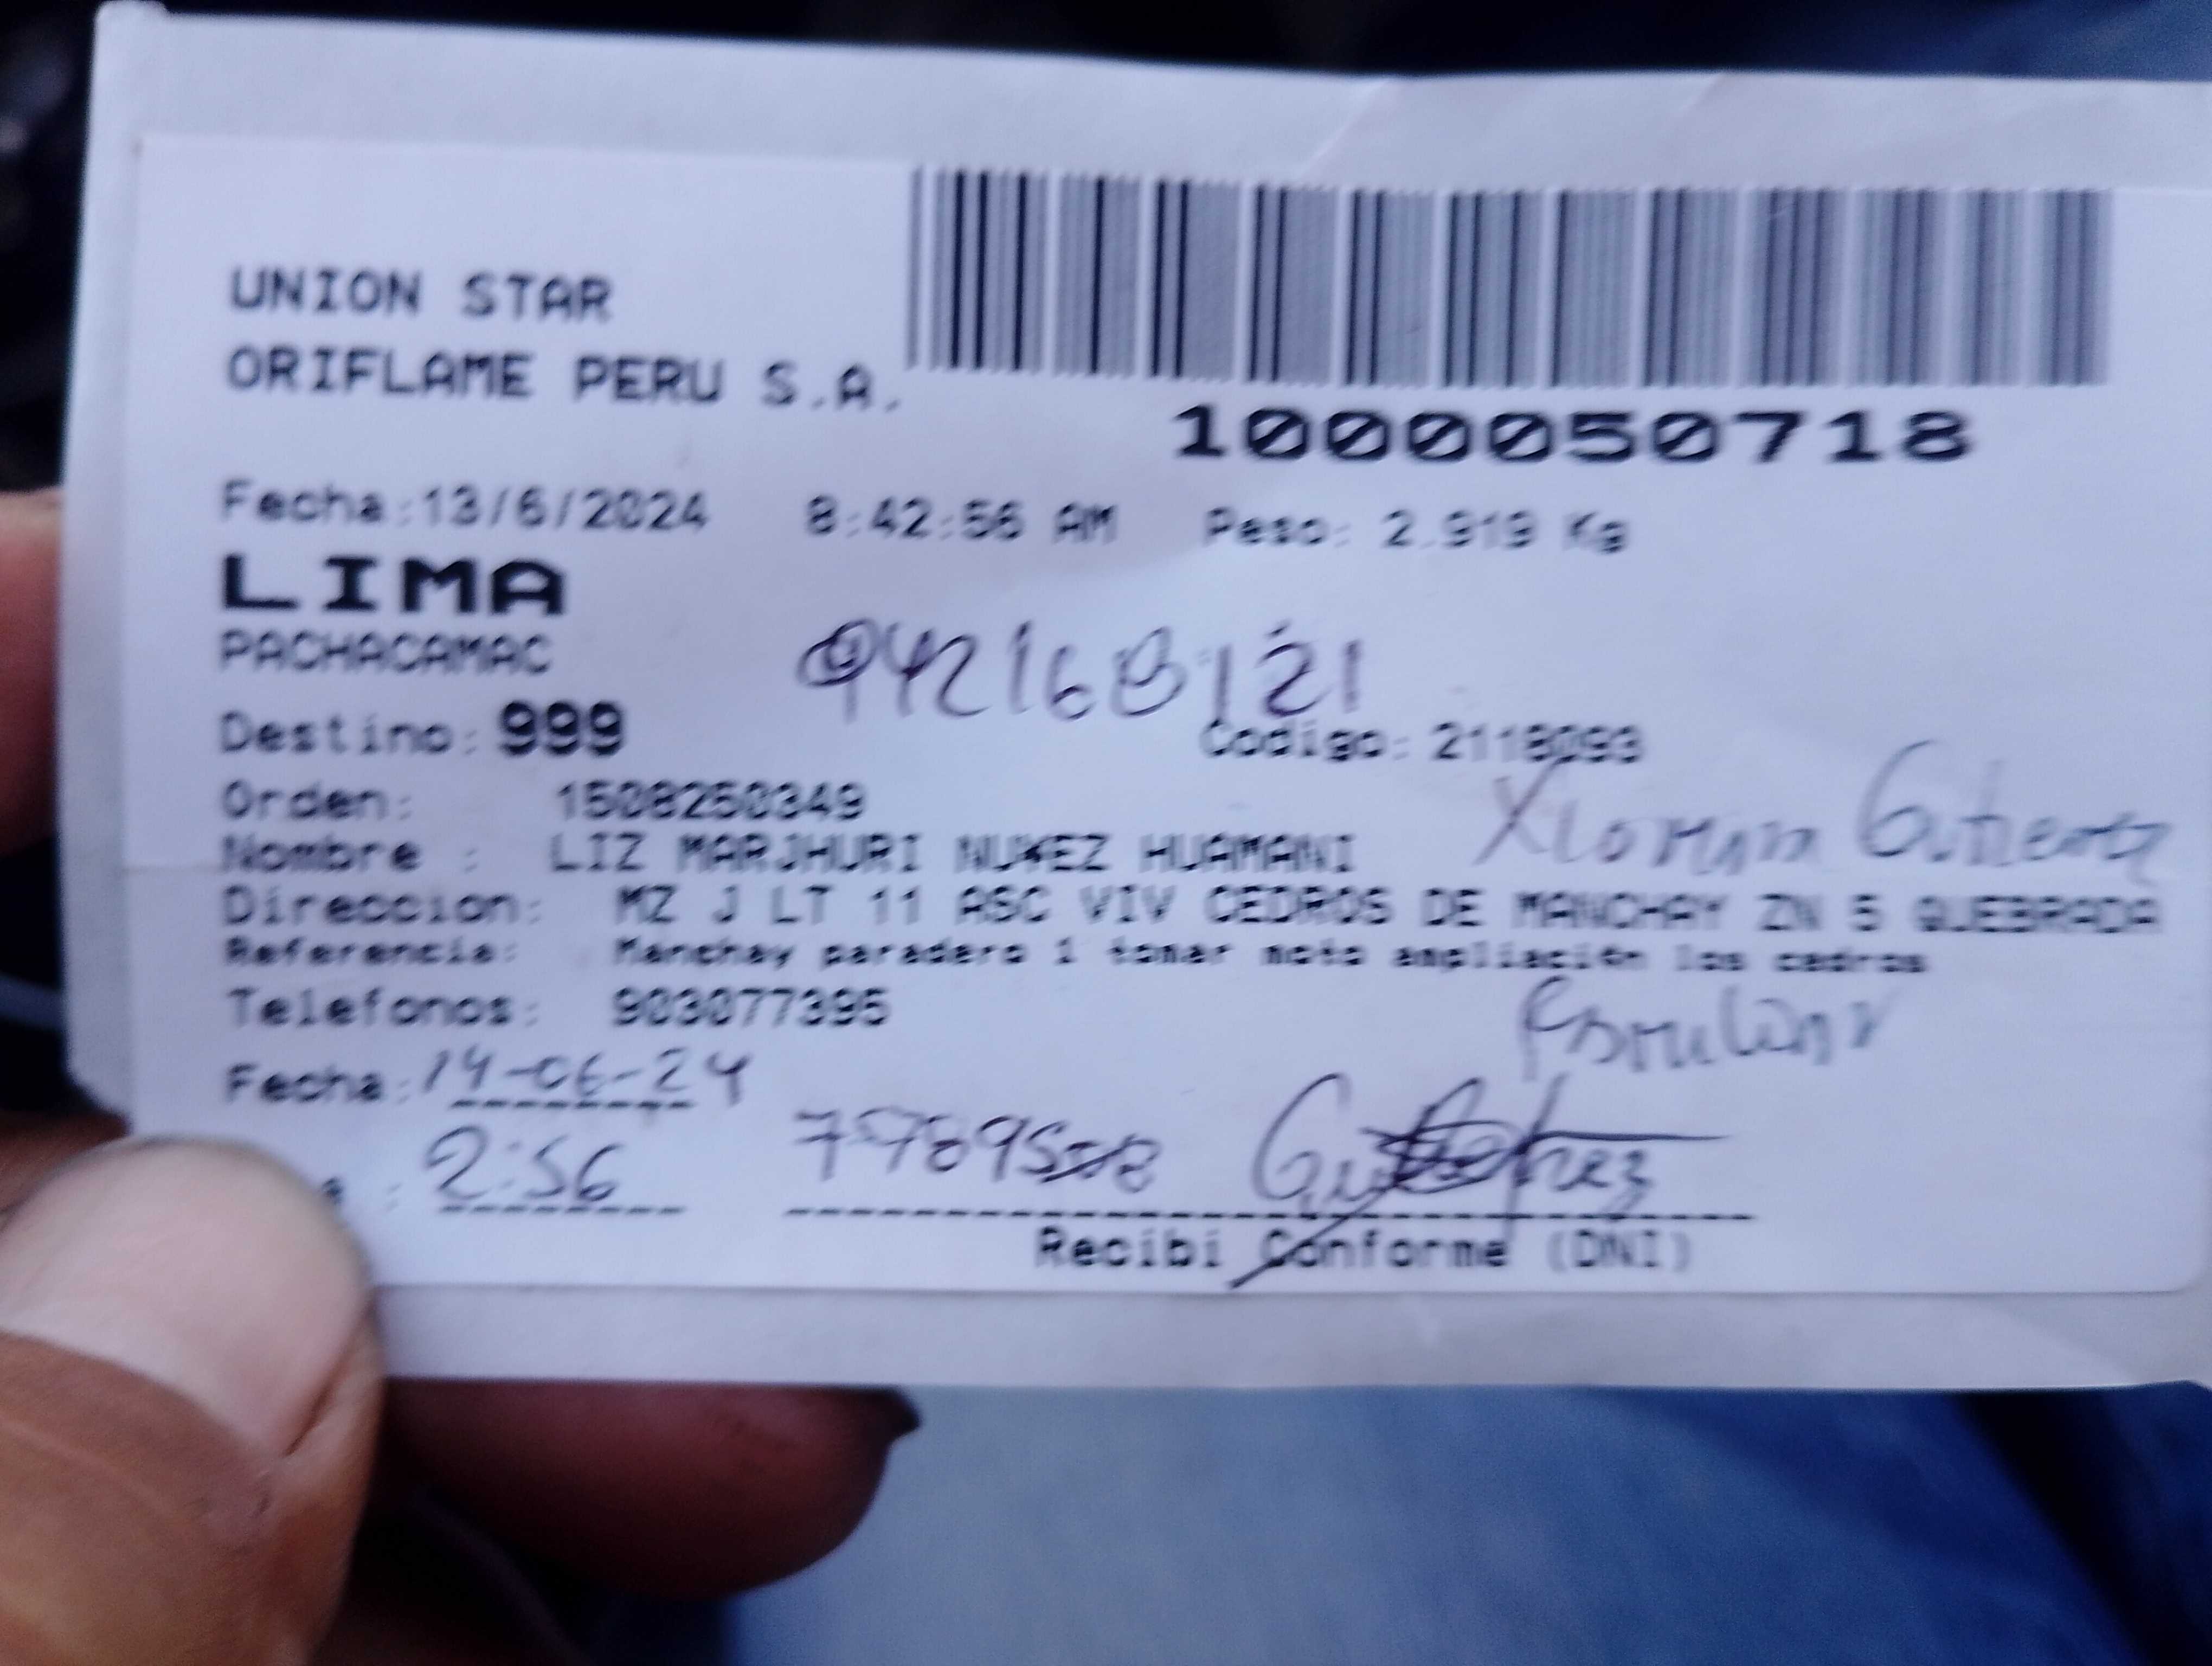 UNION STAR
ORIFLAME PERU S.A.
1000050718
Fecha:13/6/2024 8:42:56 AM Peso: 2.919 Kg
LIMA
PACHACAMAC
942168121
Destino: 999 Codigo: 2118093
Orden: 1508250349
Nombre : LIZ MARJHURI NU¥EZ HUAMANI
Direccion: MZ J LT 11 ASC VIV CEDROS DE MANCHAY ZN 5 QUEBRADA
Referencia: Manchay paradero 1 tomar moto ampliación los cedros
Telefonos: 903077395
Fecha: 14-06-24
: 2:56
Recibi Conforme (DNI)